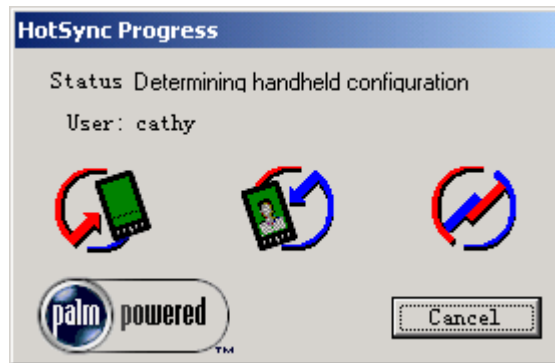 HotSync Progress
Status Determining handheld configuration
User: cathy
palm powered
TM
Cancel